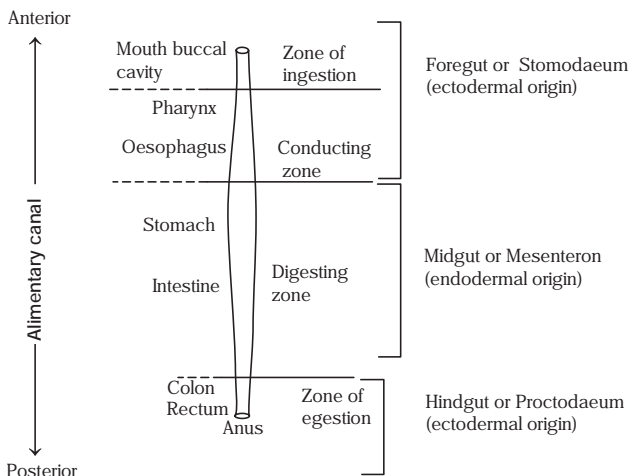 Anterior
Mouth buccal
cavity
Zone of
ingestion
Foregut or Stomodaeum
(ectodermal origin)
Pharynx
Oesophagus
Conducting
zone
Alimentary canal
Stomach
Intestine
Digesting
zone
Midgut or Mesenteron
(endodermal origin)
Colon
Rectum
Anus
Zone of
egestion
Hindgut or Proctodaeum
(ectodermal origin)
Posterior